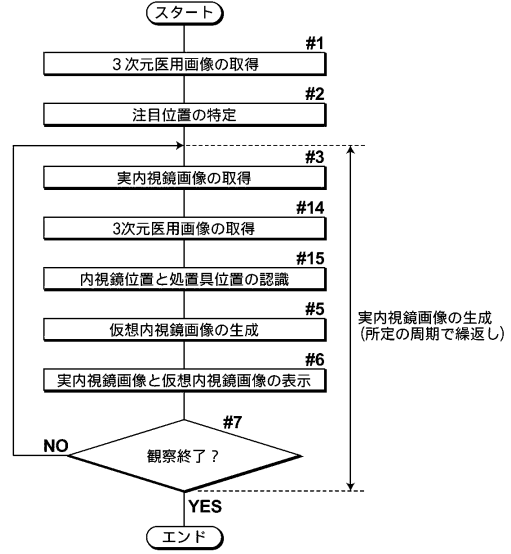 スタート
#1
３次元医用画像の取得
#2
注目位置の特定
#3
実内視鏡画像の取得
#14
3次元医用画像の取得
#15
内視鏡位置と処置具位置の認識
#5
仮想内視鏡画像の生成
#6
実内視鏡画像と仮想内視鏡画像の表示
実内視鏡画像の生成
(所定の周期で繰返し)
#7
観察終了？
NO
YES
エンド